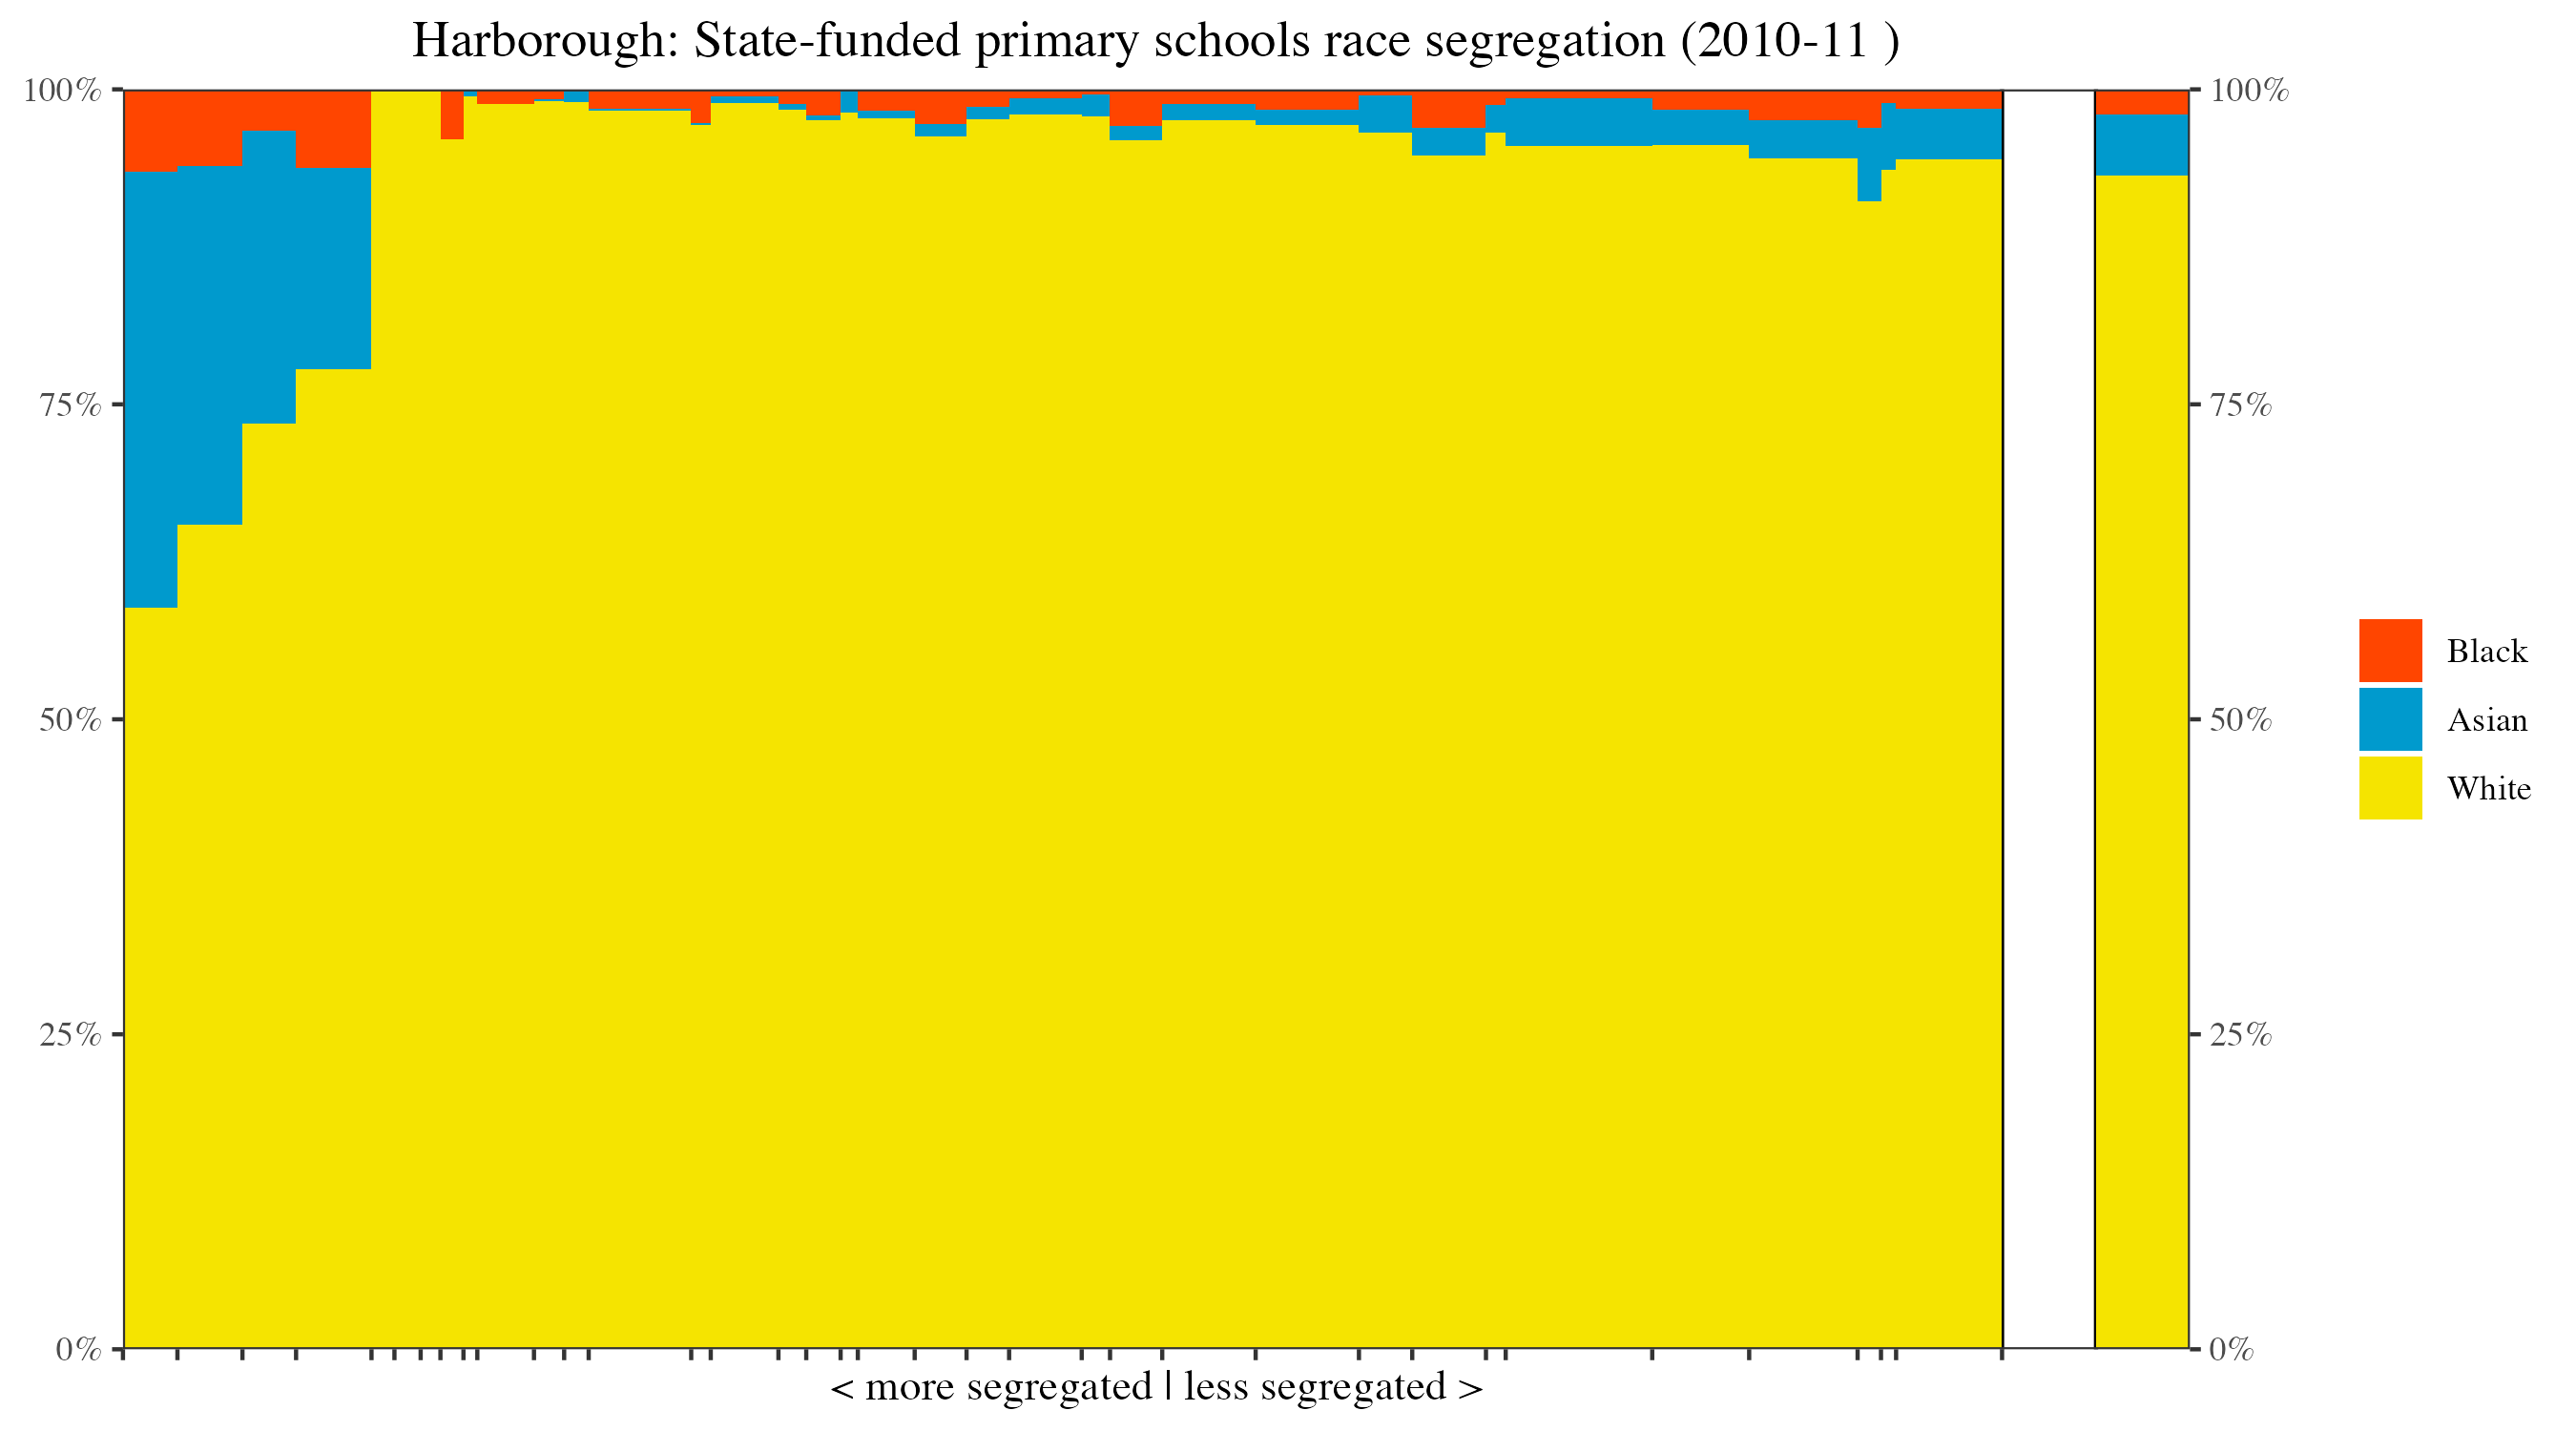 Harborough: State-funded primary schools race segregation (2010-11 )
100%
75%
50%
25%
0%
100%
75%
50%
25%
0%
Black
Asian
White
< more segregated | less segregated >